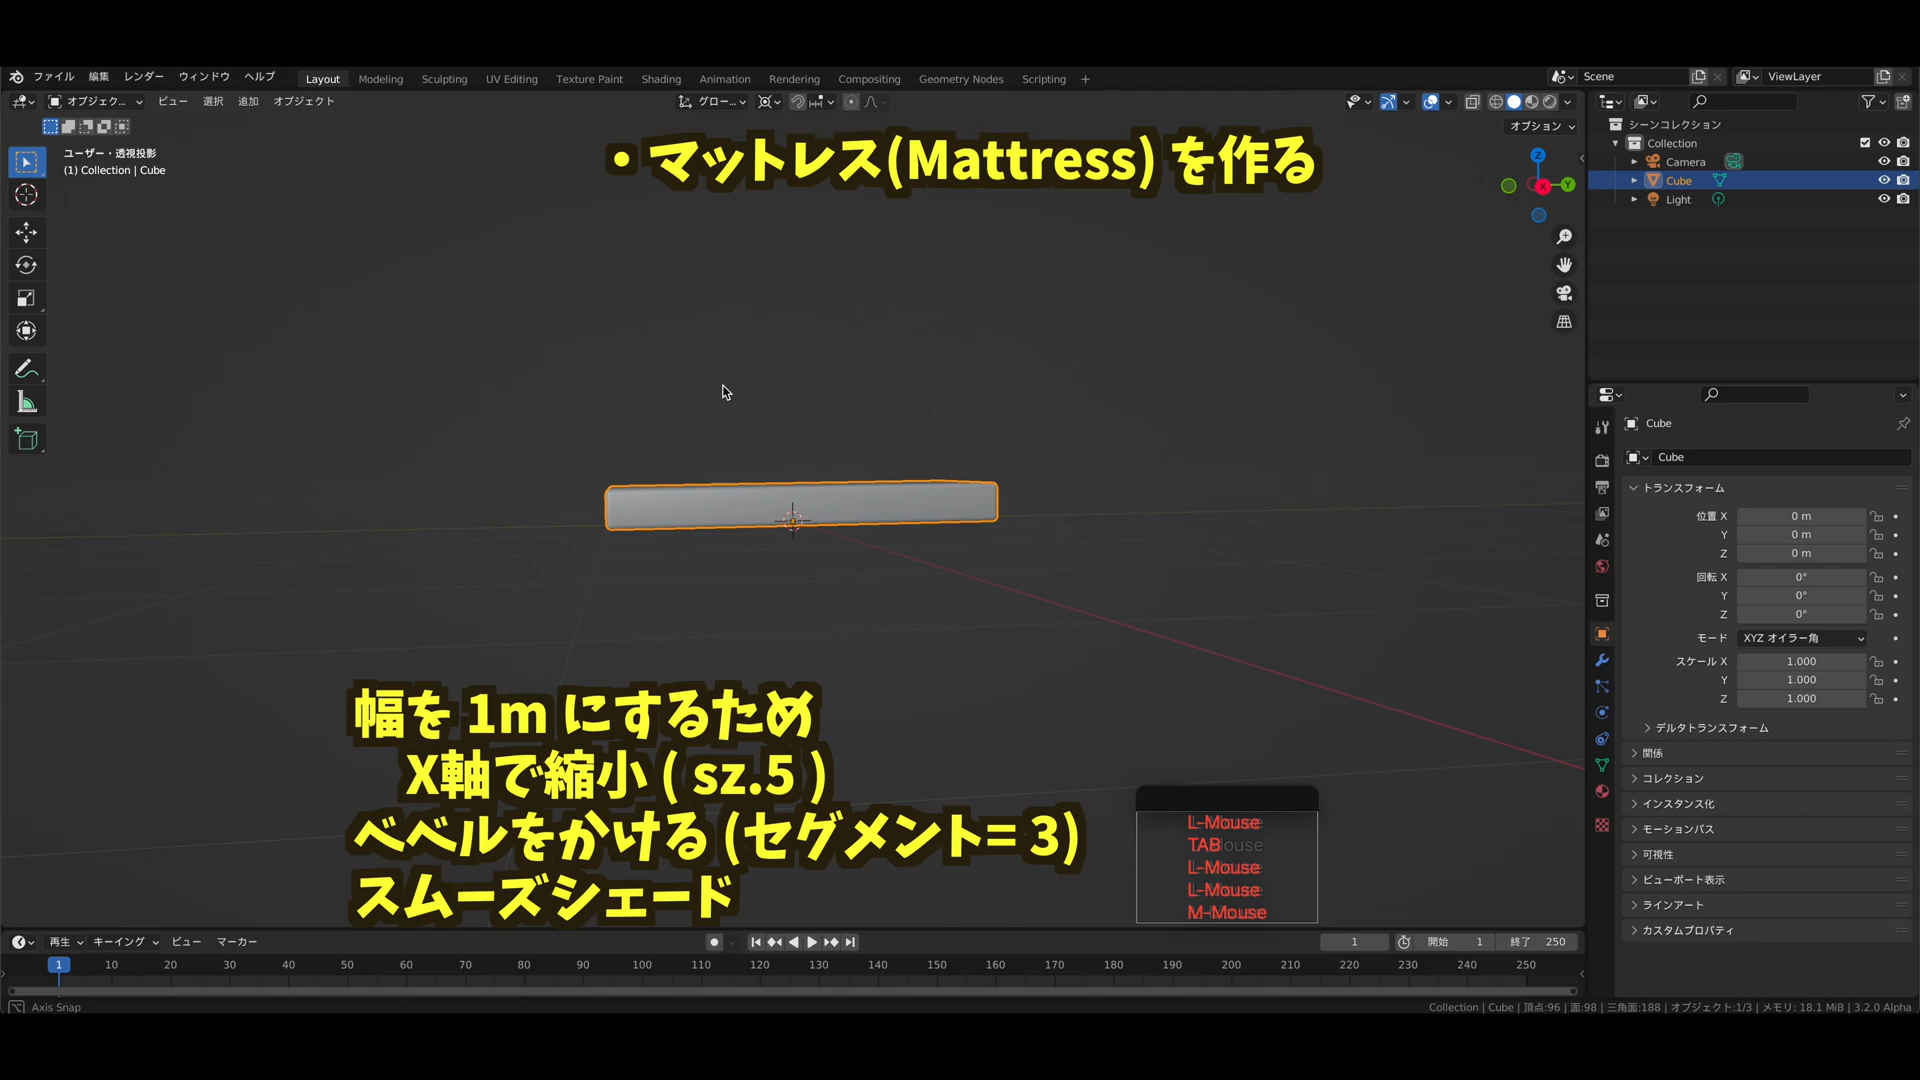 ファイル 編集 レンダー ウィンドウ ヘルプ Layout Modeling Sculpting UV Editing Texture Paint Shading Animation Rendering Compositing Geometry Nodes Scripting + Scene ViewLayer
オブジェク... ビュー 選択 追加 オブジェクト グロー...
オプション
ユーザー・透視投影
(1) Collection | Cube
・マットレス(Mattress) を作る
Z
X
Y
シーンコレクション
Collection
Camera
Cube
Light
Cube
Cube
トランスフォーム
位置 X 0 m
Y 0 m
Z 0 m
回転 X 0°
Y 0°
Z 0°
モード XYZ オイラー角
スケール X 1.000
Y 1.000
Z 1.000
デルタトランスフォーム
関係
コレクション
インスタンス化
モーションパス
可視性
ビューポート表示
ラインアート
カスタムプロパティ
幅を 1m にするため
X軸で縮小 ( sz.5 )
ベベルをかける (セグメント= 3)
スムーズシェード
L-Mouse
TAB
L-Mouse
L-Mouse
M-Mouse
再生 キーイング ビュー マーカー 1 開始 1 終了 250
1 10 20 30 40 50 60 70 80 90 100 110 120 130 140 150 160 170 180 190 200 210 220 230 240 250
Axis Snap
Collection | Cube | 頂点:96 | 面:98 | 三角面:188 | オブジェクト:1/3 | メモリ: 18.1 MiB | 3.2.0 Alpha